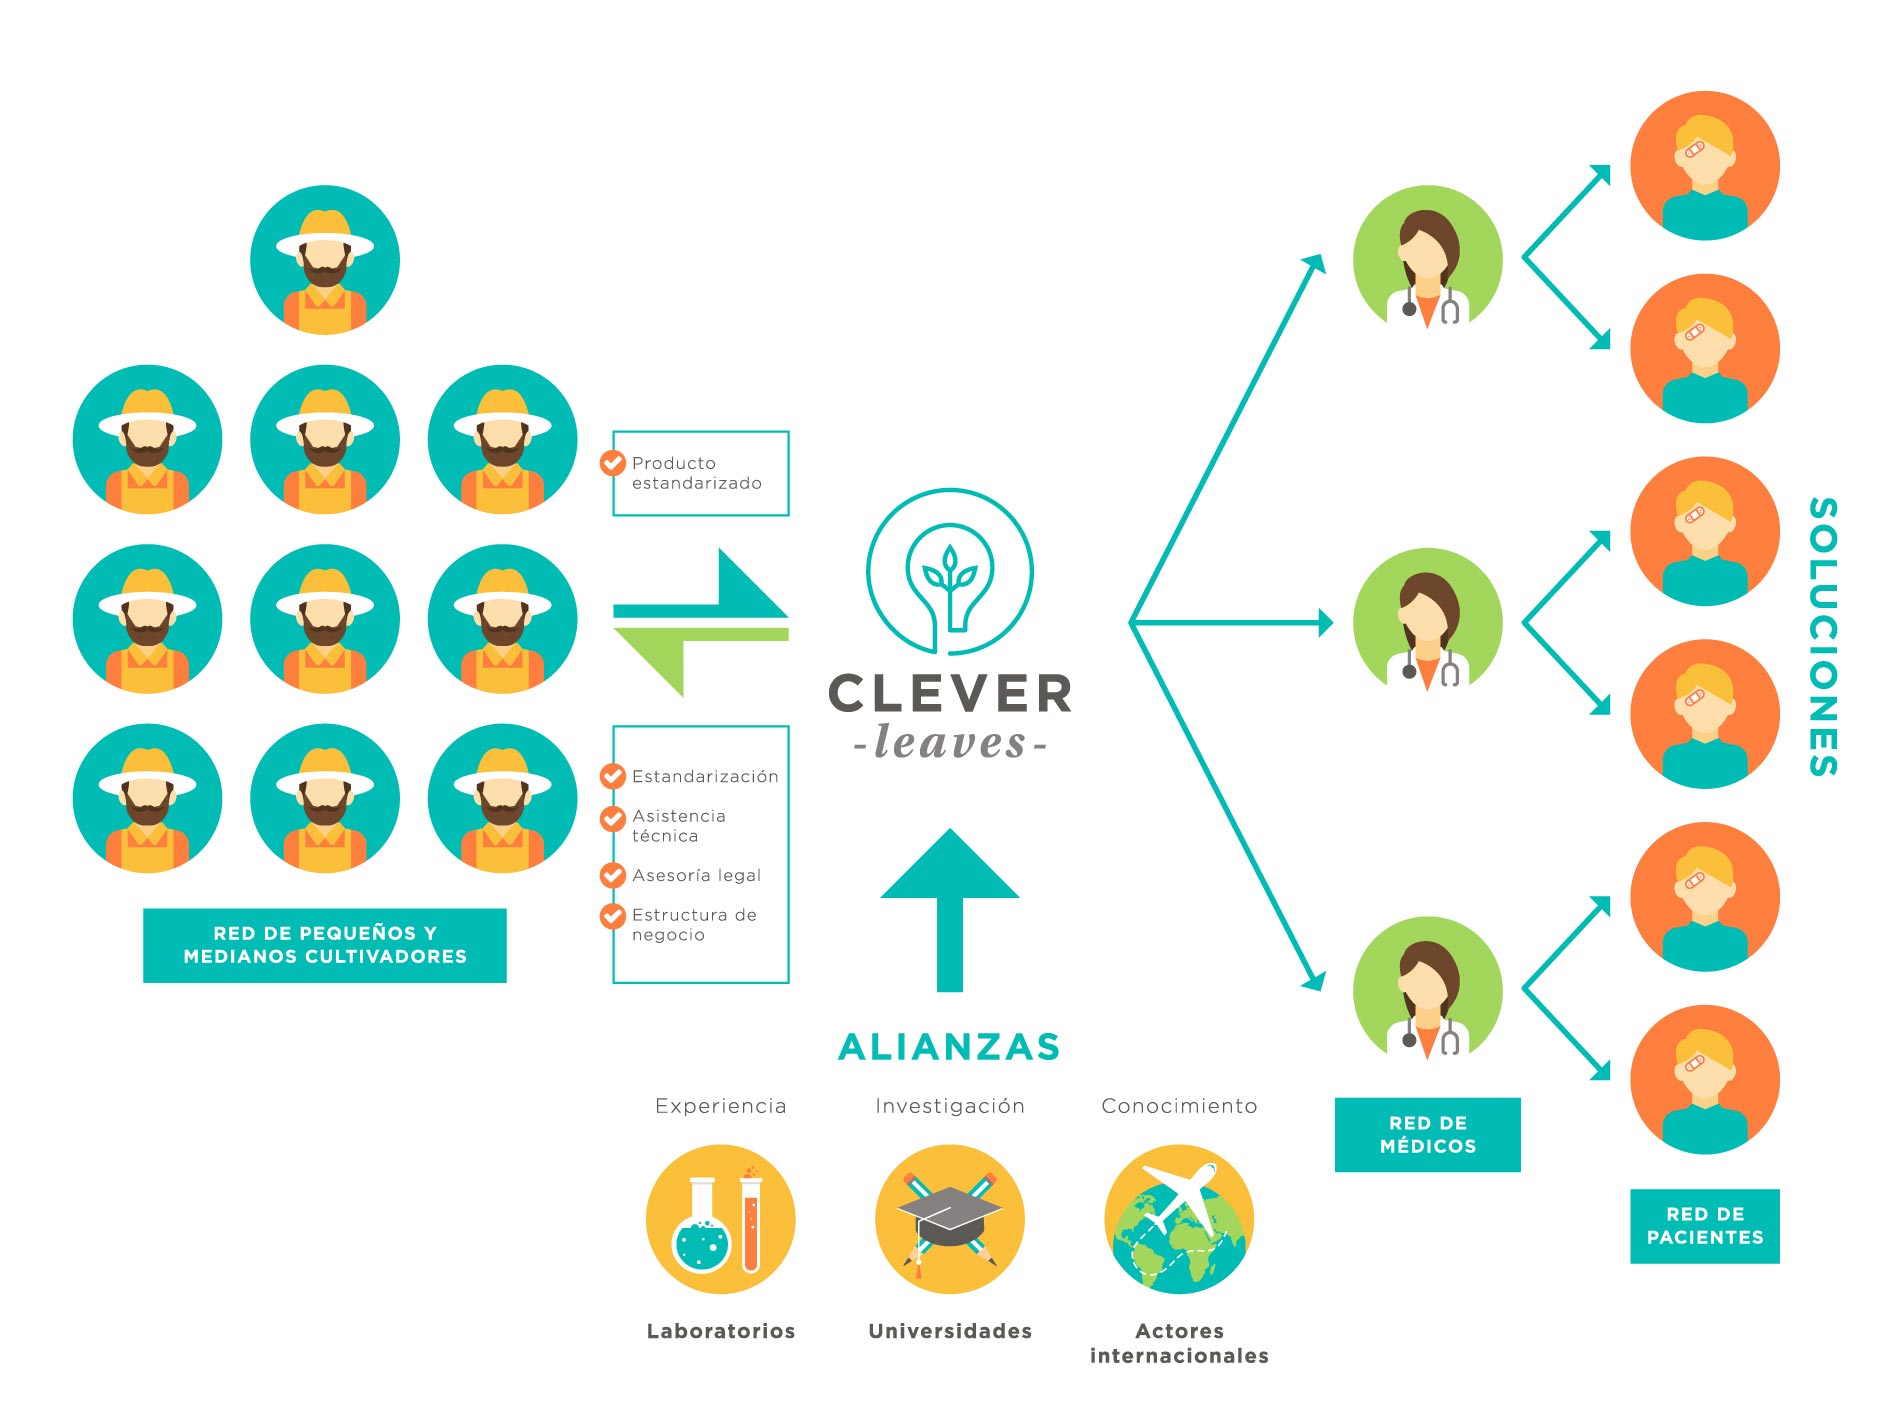 Producto
estandarizado
Estandarización
Asistencia
técnica
Asesoría legal
Estructura de
negocio
RED DE PEQUEÑOS Y
MEDIANOS CULTIVADORES
CLEVER
-leaves-
ALIANZAS
Experiencia
Investigación
Conocimiento
Laboratorios
Universidades
Actores
internacionales
RED DE
MÉDICOS
RED DE
PACIENTES
SOLUCIONES